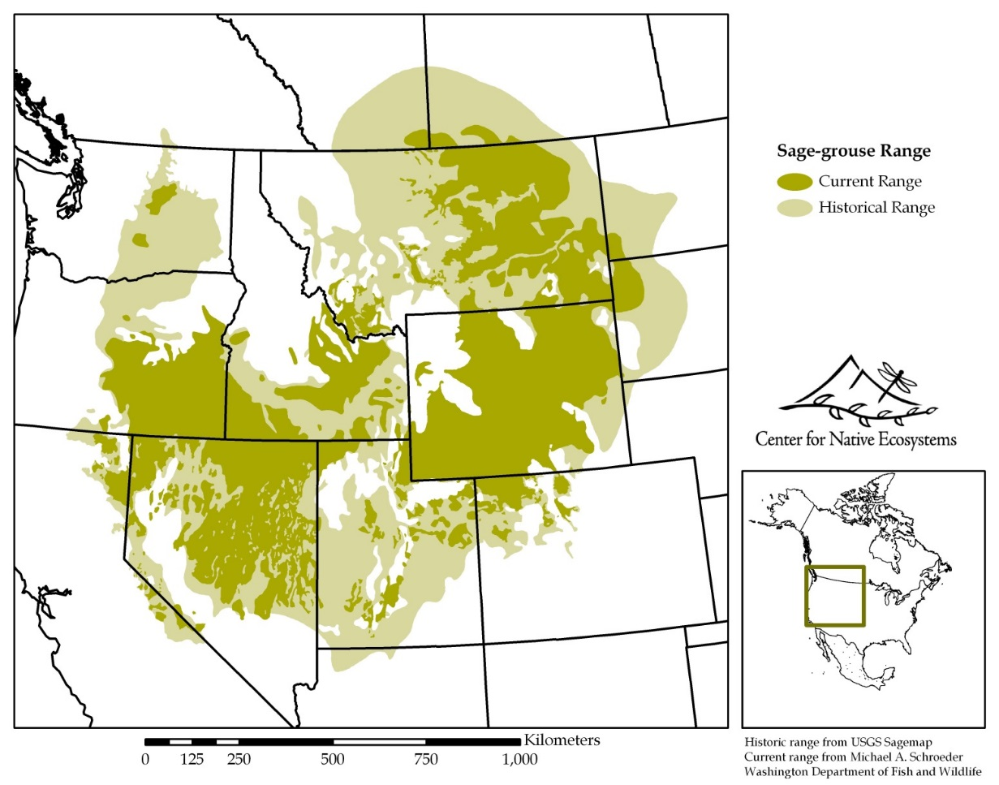 Sage-grouse Range
Current Range
Historical Range
Center for Native Ecosystems
Kilometers
0 125 250 500 750 1,000
Historic range from USGS Sagemap
Current range from Michael A. Schroeder
Washington Department of Fish and Wildlife